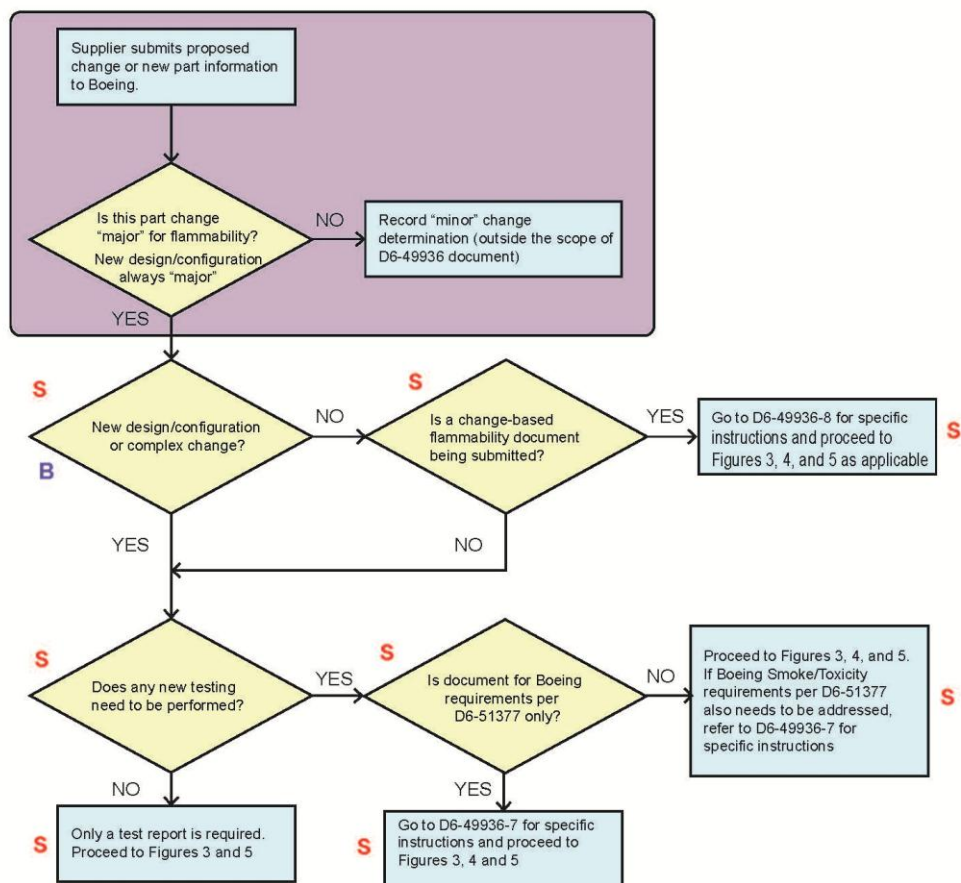 Supplier submits proposed
change or new part information
to Boeing.
Is this part change
“major” for flammability?
New design/configuration
always “major”
NO
Record “minor” change
determination (outside the scope of
D6-49936 document)
YES
S
New design/configuration
or complex change?
B
NO
S
Is a change-based
flammability document
being submitted?
YES
Go to D6-49936-8 for specific
instructions and proceed to
Figures 3, 4, and 5 as applicable
S
YES
NO
S
Does any new testing
need to be performed?
YES
S
Is document for Boeing
requirements per
D6-51377 only?
NO
Proceed to Figures 3, 4, and 5.
If Boeing Smoke/Toxicity
requirements per D6-51377
also needs to be addressed,
refer to D6-49936-7 for
specific instructions
S
NO
YES
S
Only a test report is required.
Proceed to Figures 3 and 5
S
Go to D6-49936-7 for specific
instructions and proceed to
Figures 3, 4 and 5